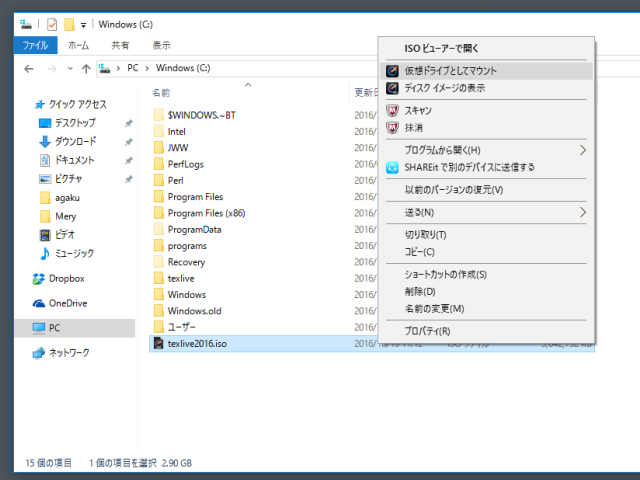 Windows (C:)
ファイル ホーム 共有 表示
PC Windows (C:)
クイック アクセス
デスクトップ
ダウンロード
ドキュメント
ピクチャ
agaku
Mery
ビデオ
ミュージック
Dropbox
OneDrive
PC
ネットワーク
名前 更新日
$WINDOWS.~BT 2016/
Intel 2016/
JWW 2016/
PerfLogs 2016/
Perl 2016/
Program Files 2016/
Program Files (x86) 2016/
ProgramData 2016/
programs 2016/
Recovery 2016/
texlive 2016/
Windows 2016/
Windows.old 2016/
ユーザー 2016/
texlive2016.iso
ISO ビューアーで開く
仮想ドライブとしてマウント
ディスク イメージの表示
スキャン
抹消
プログラムから開く(H)
SHAREit で別のデバイスに送信する
以前のバージョンの復元(V)
送る(N)
切り取り(T)
コピー(C)
ショートカットの作成(S)
削除(D)
名前の変更(M)
プロパティ(R)
15 個の項目 1 個の項目を選択 2.90 GB